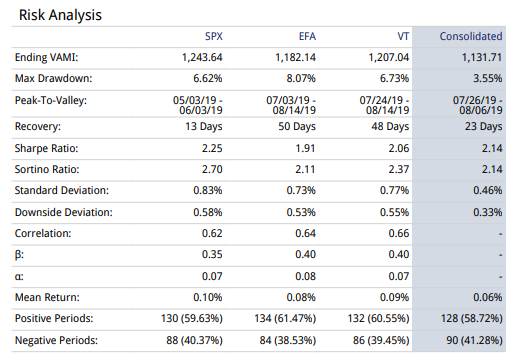 Risk Analysis
SPX EFA VT Consolidated
Ending VAMI: 1,243.64 1,182.14 1,207.04 1,131.71
Max Drawdown: 6.62% 8.07% 6.73% 3.55%
Peak-To-Valley: 05/03/19 - 07/03/19 - 07/24/19 - 07/26/19 -
06/03/19 08/14/19 08/14/19 08/06/19
Recovery: 13 Days 50 Days 48 Days 23 Days
Sharpe Ratio: 2.25 1.91 2.06 2.14
Sortino Ratio: 2.70 2.11 2.37 2.14
Standard Deviation: 0.83% 0.73% 0.77% 0.46%
Downside Deviation: 0.58% 0.53% 0.55% 0.33%
Correlation: 0.62 0.64 0.66 -
β: 0.35 0.40 0.40 -
α: 0.07 0.08 0.07 -
Mean Return: 0.10% 0.08% 0.09% 0.06%
Positive Periods: 130 (59.63%) 134 (61.47%) 132 (60.55%) 128 (58.72%)
Negative Periods: 88 (40.37%) 84 (38.53%) 86 (39.45%) 90 (41.28%)